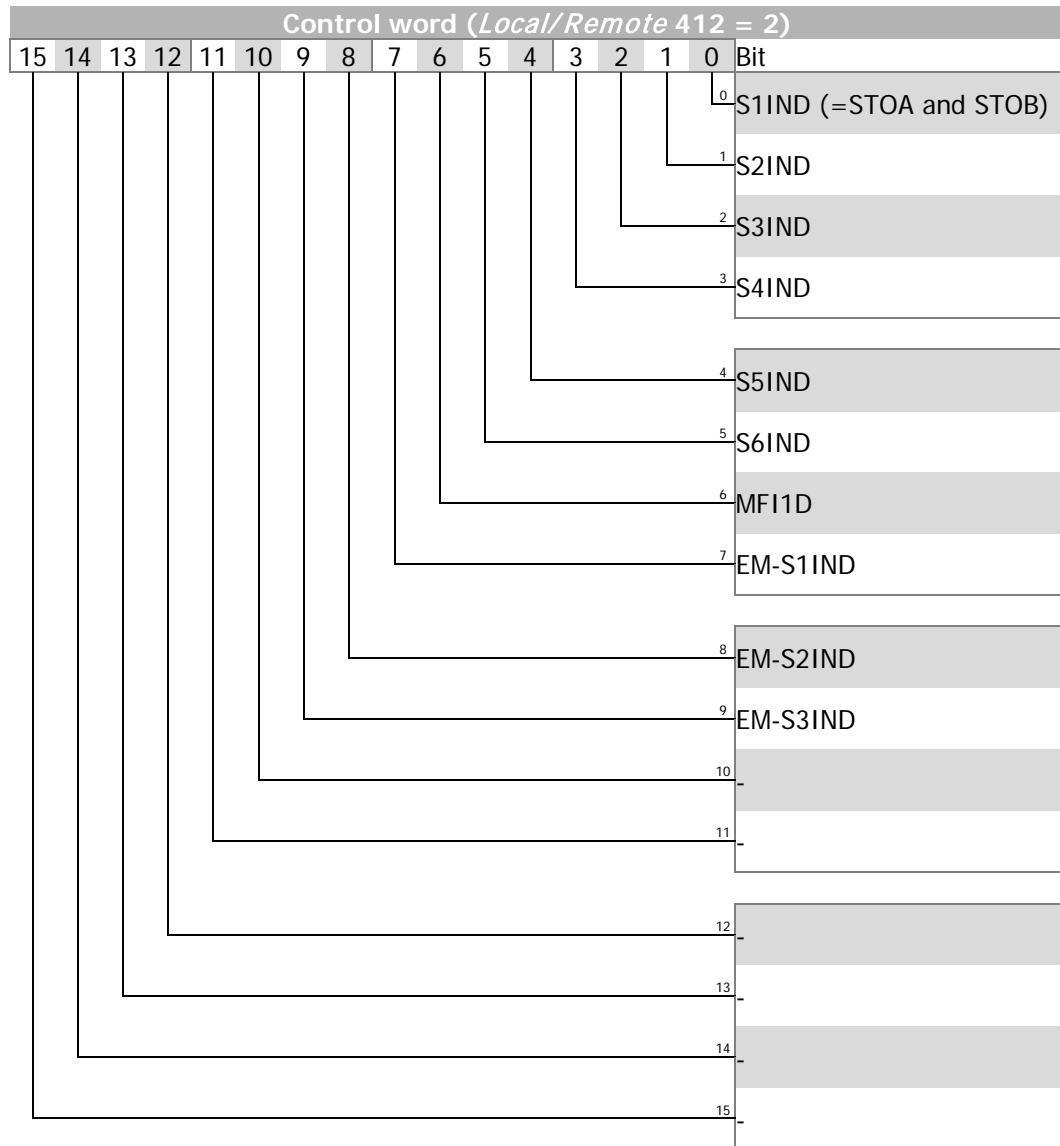 Control word (Local/Remote 412 = 2)
15 14 13 12 11 10 9 8 7 6 5 4 3 2 1 0 Bit
0 S1IND (=STOA and STOB)
1 S2IND
2 S3IND
3 S4IND
4 S5IND
5 S6IND
6 MFI1D
7 EM-S1IND
8 EM-S2IND
9 EM-S3IND
10 -
11 -
12 -
13 -
14 -
15 -